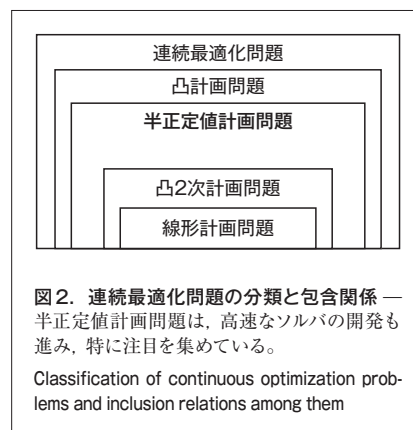 連続最適化問題
凸計画問題
半正定値計画問題
凸2次計画問題
線形計画問題
図2. 連続最適化問題の分類と包含関係 —
半正定値計画問題は, 高速なソルバの開発も
進み, 特に注目を集めている。
Classification of continuous optimization prob-
lems and inclusion relations among them